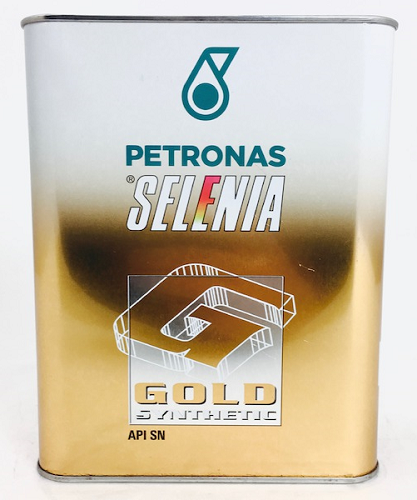 PETRONAS
® SELENIA
G
GOLD
SYNTHETIC
API SN